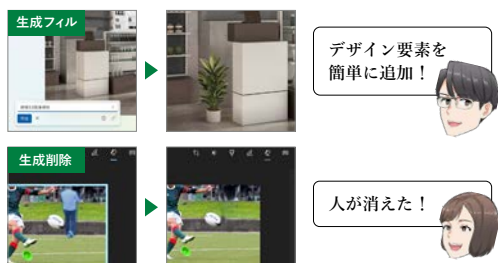 生成フィル
デザイン要素を
簡単に追加！
生成削除
人が消えた！